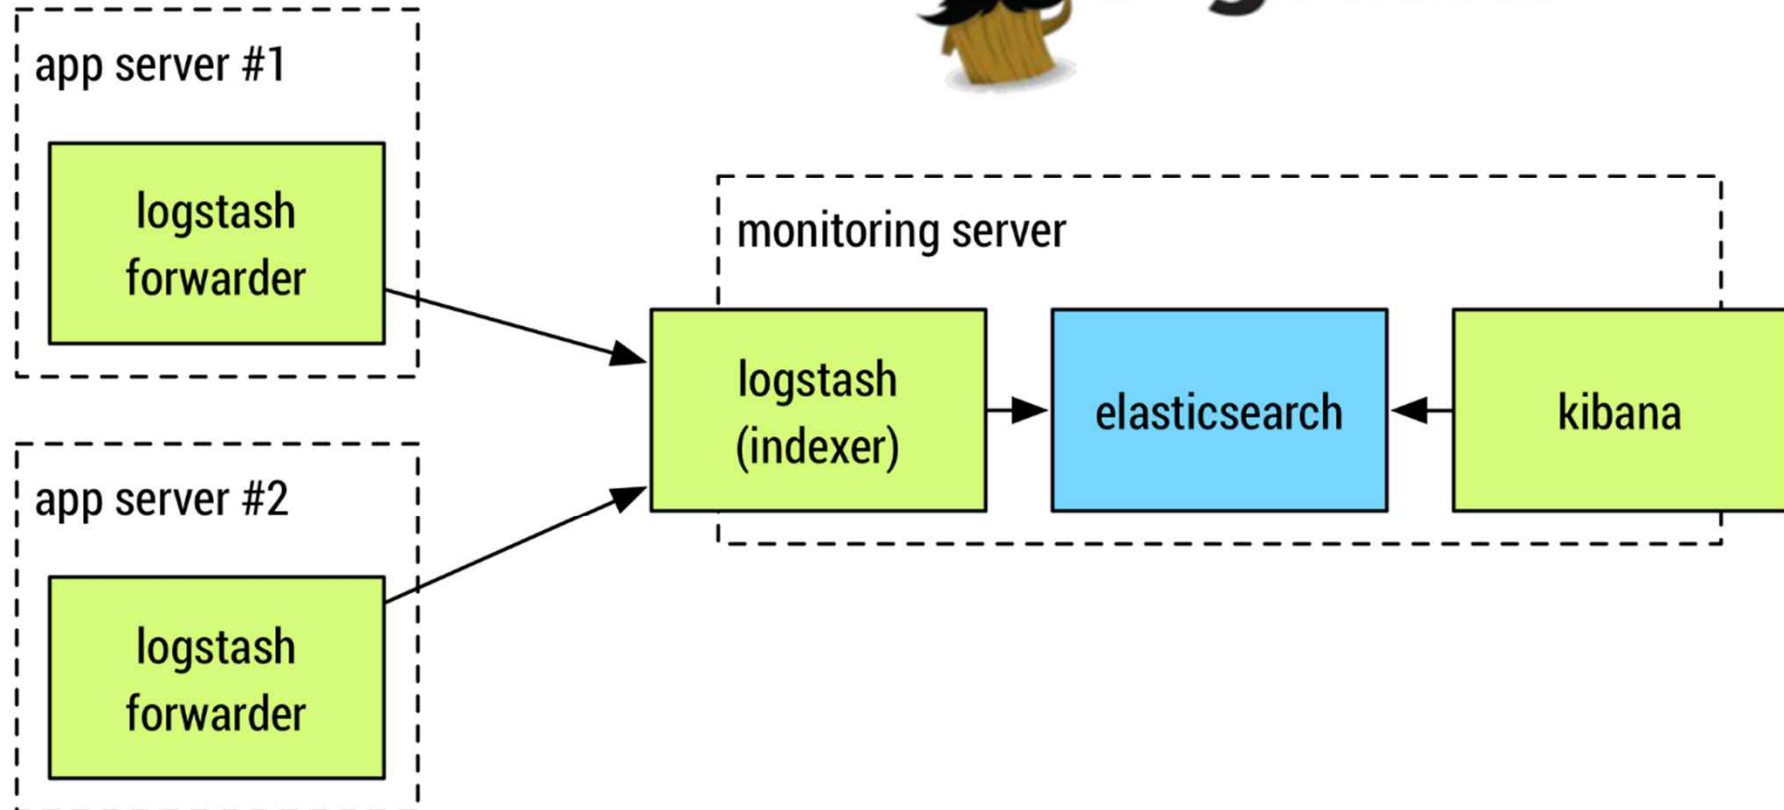 app server #1
logstash
forwarder
monitoring server
logstash
(indexer)
elasticsearch
kibana
app server #2
logstash
forwarder